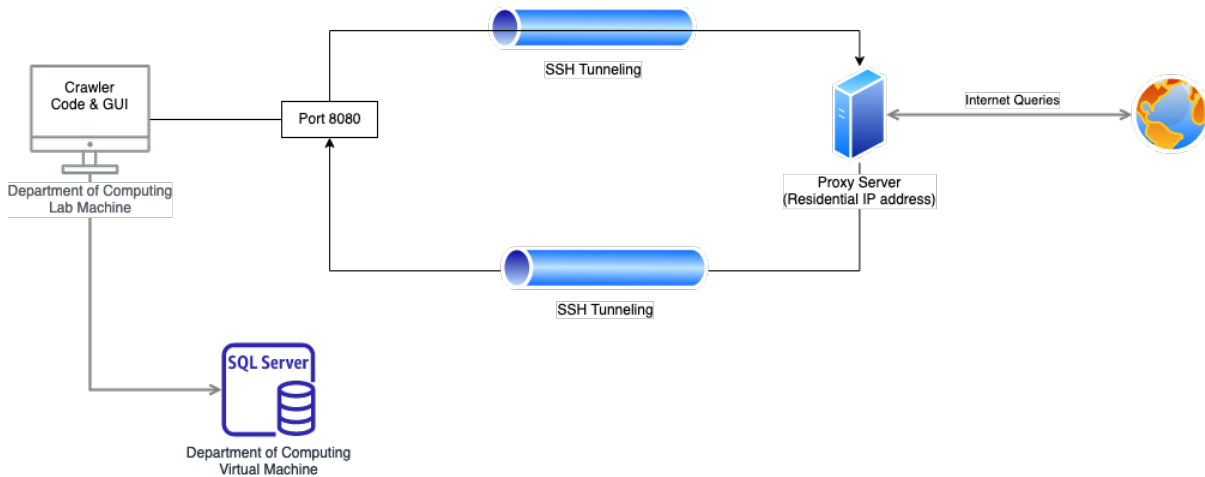 SSH Tunneling
Crawler
Code & GUI
Port 8080
Internet Queries
Department of Computing
Lab Machine
Proxy Server
(Residential IP address)
SSH Tunneling
SQL Server
Department of Computing
Virtual Machine